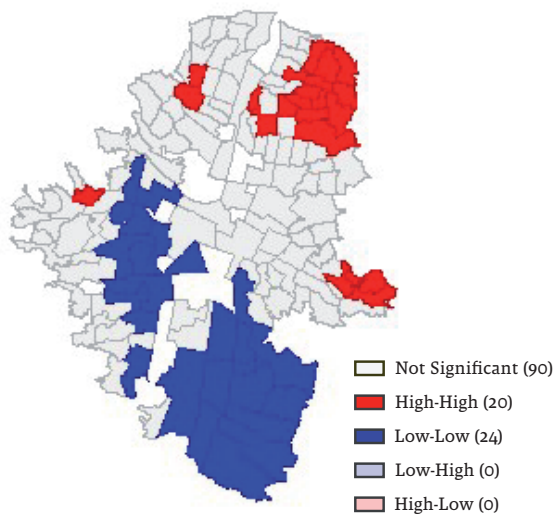 Not Significant (90)
High-High (20)
Low-Low (24)
Low-High (0)
High-Low (0)